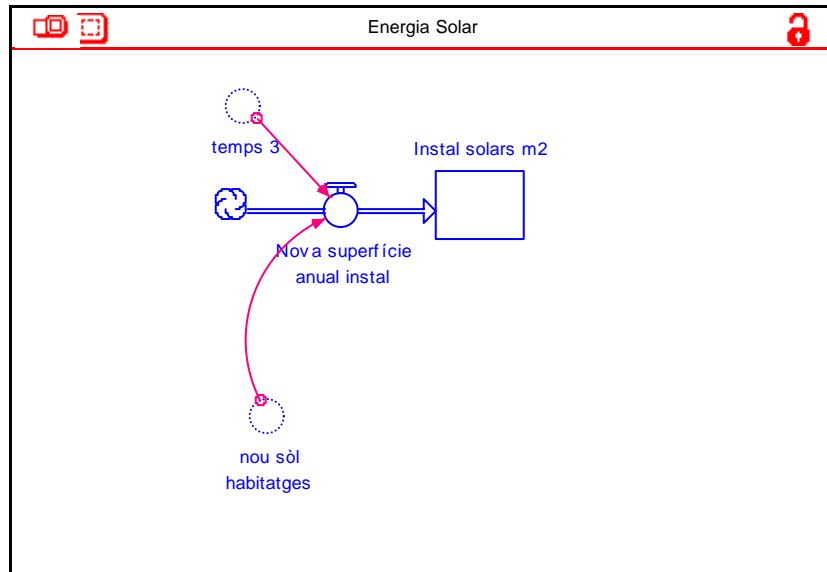 Energia Solar
temps 3
Instal solars m2
Nova superfície
anual instal
nou sòl
habitatges